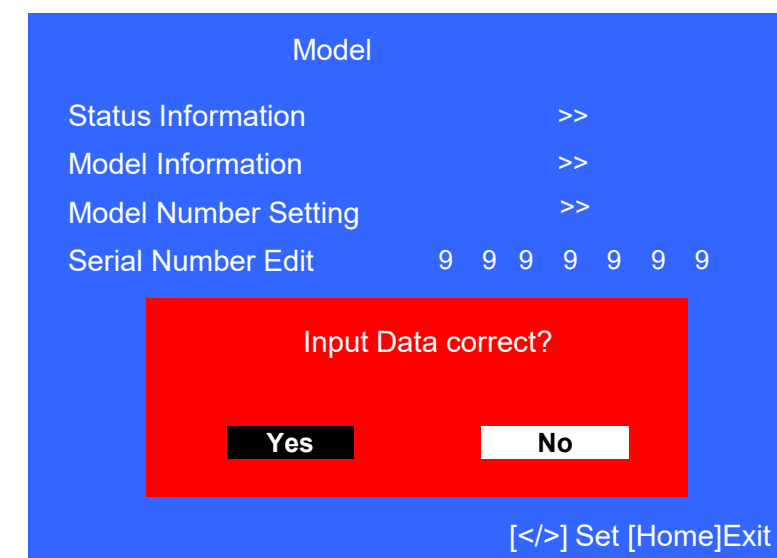 Model
Status Information >>
Model Information >>
Model Number Setting >>
Serial Number Edit 9 9 9 9 9 9 9
Input Data correct?
Yes No
[</>] Set [Home]Exit